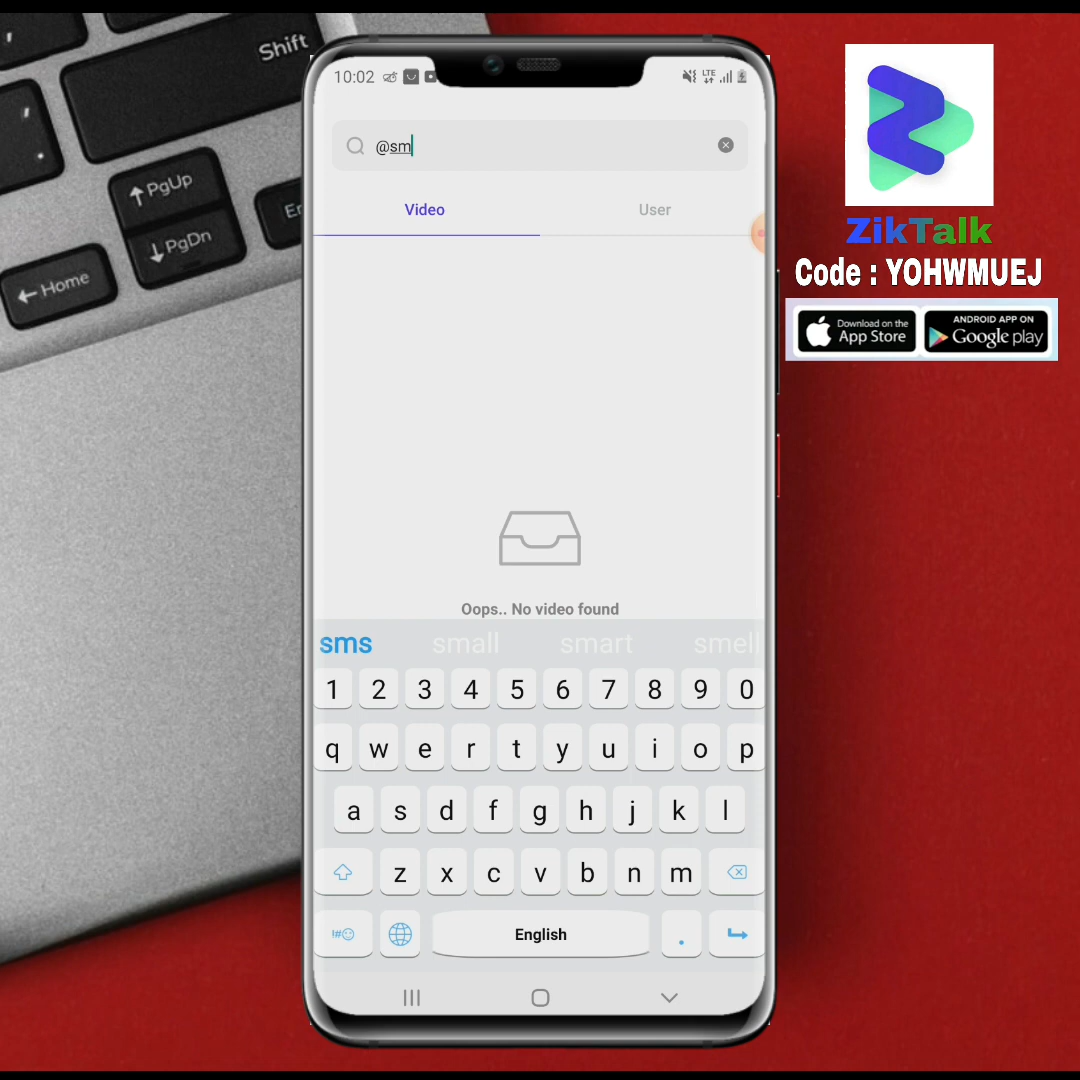 Shift
PgUp
PgDn
Home
10:02
LTE
@sm
Video
User
Oops.. No video found
sms small smart smell
1 2 3 4 5 6 7 8 9 0
q w e r t y u i o p
a s d f g h j k l
z x c v b n m
!#☺ English .
ZikTalk
Code : YOHWMUEJ
Download on the
App Store
ANDROID APP ON
Google play